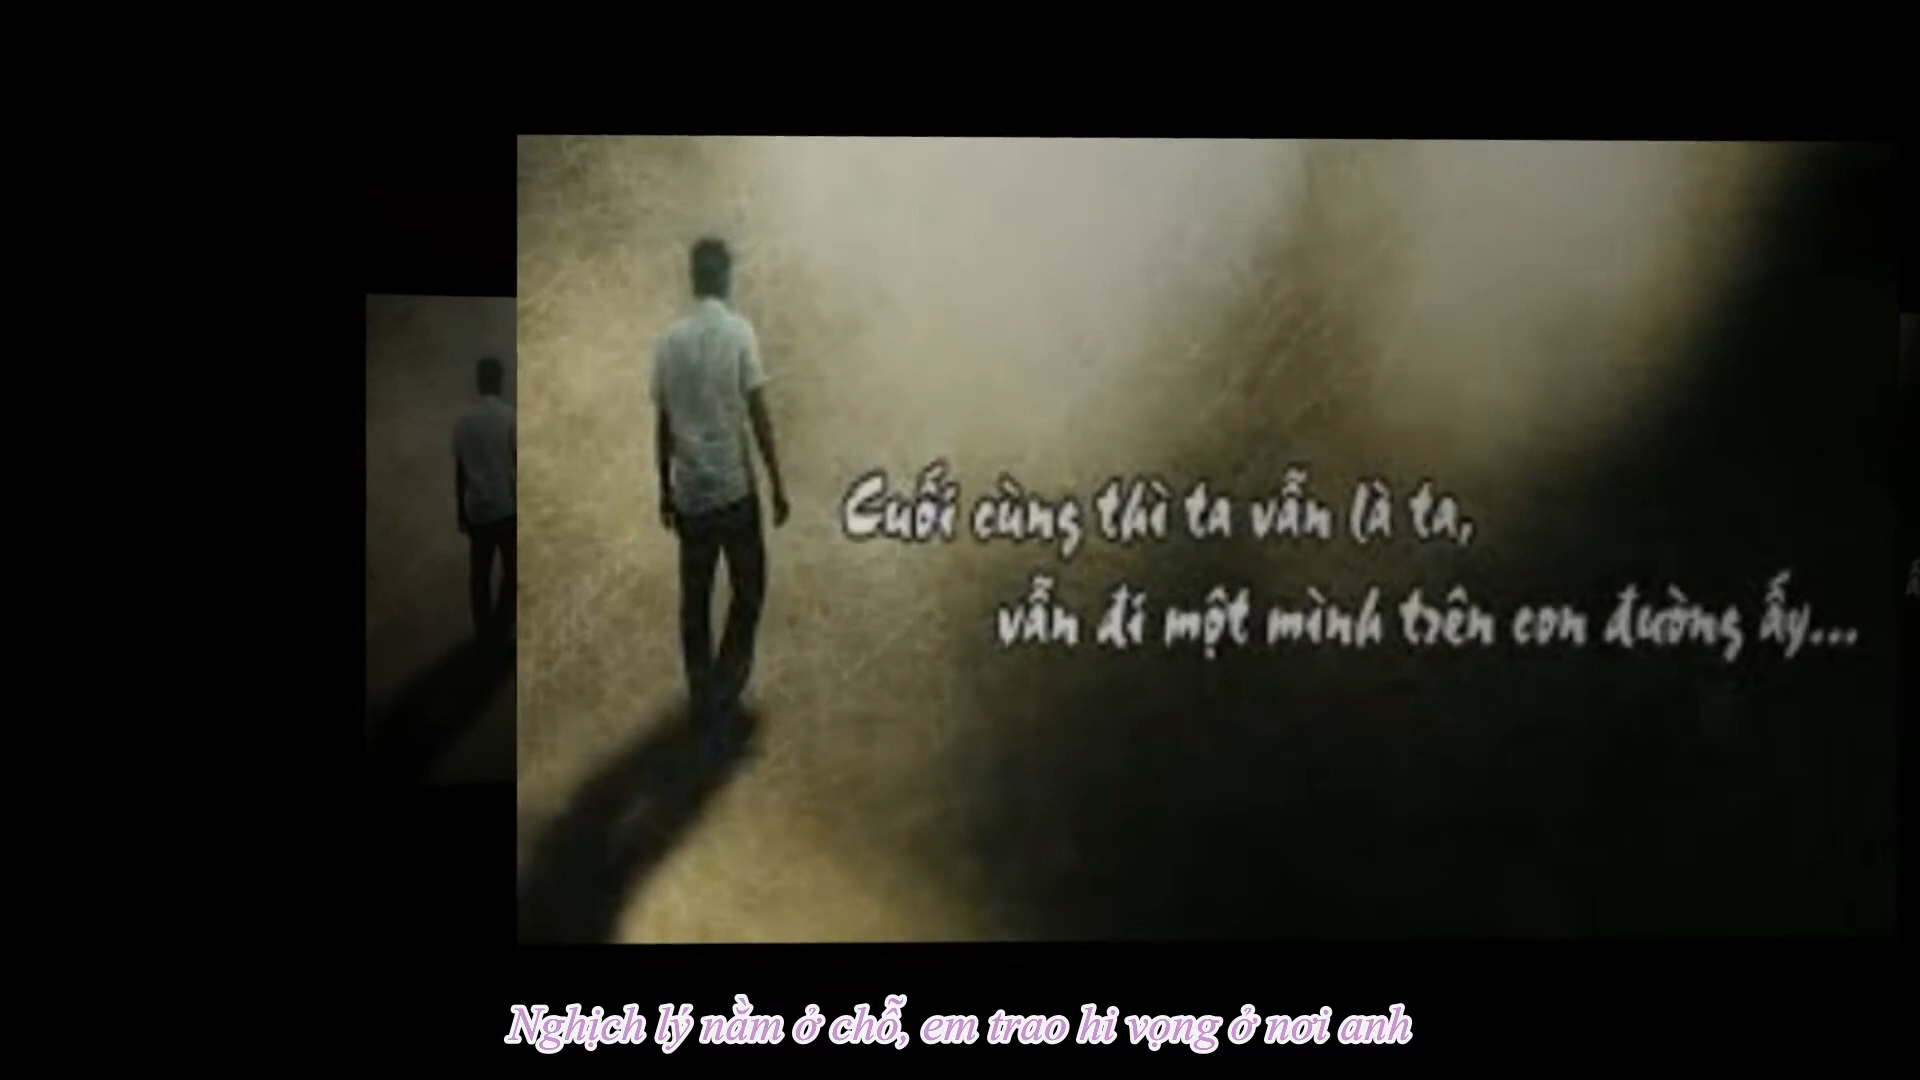 Cuối cùng thì ta vẫn là ta,
vẫn đi một mình trên con đường ấy...
Nghịch lý nằm ở chỗ, em trao hi vọng ở nơi anh